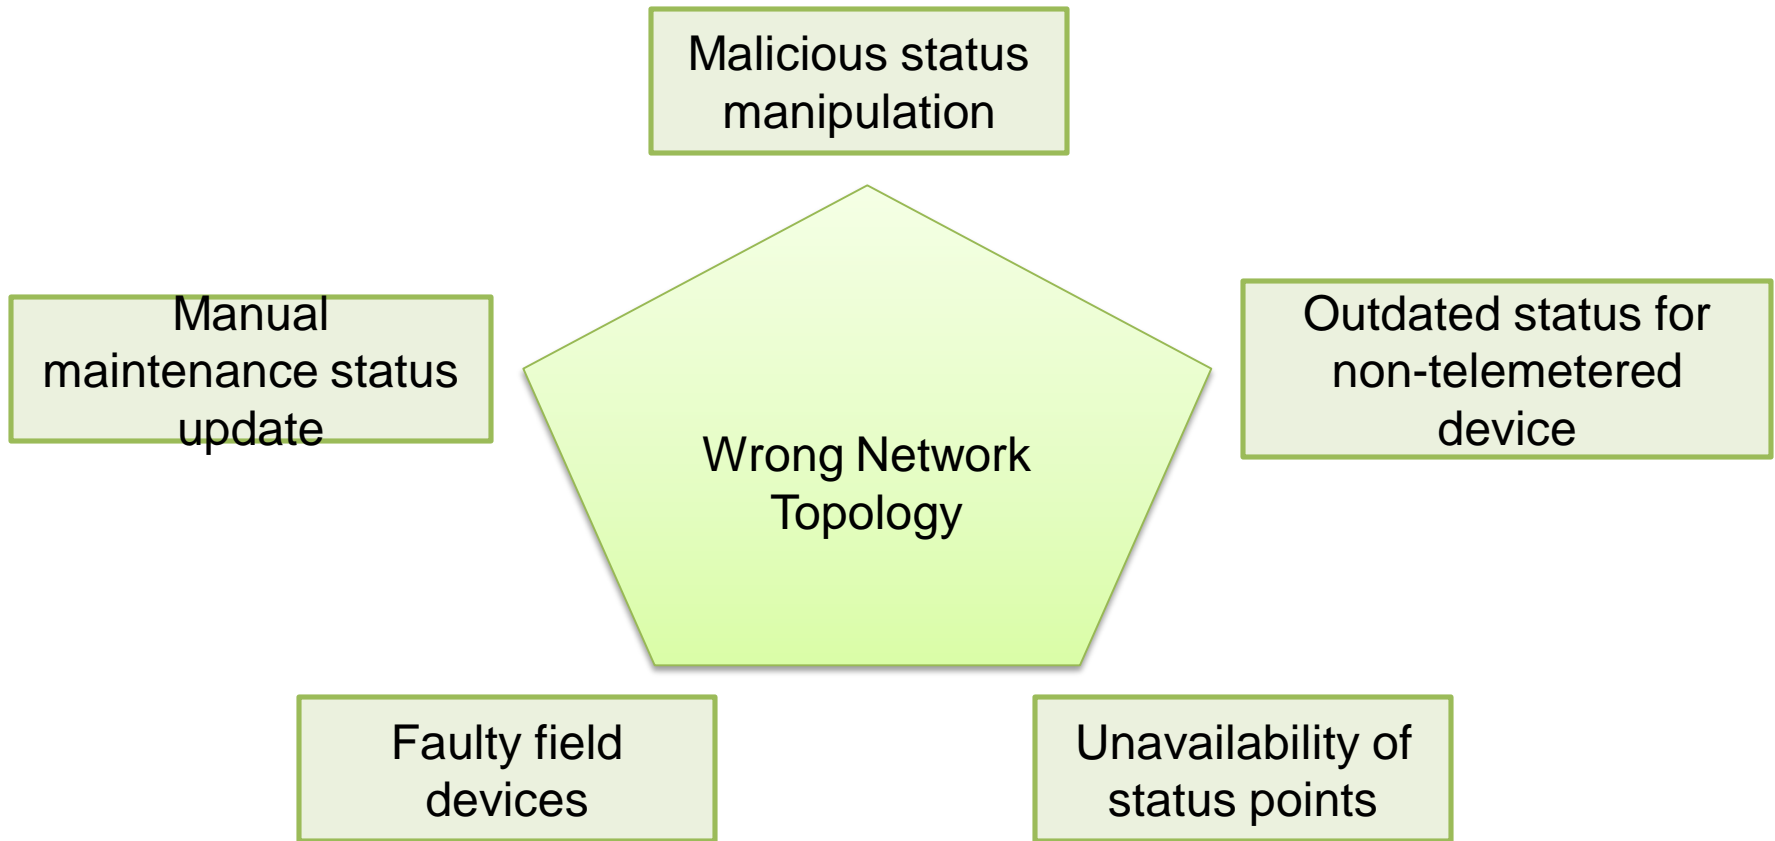 Malicious status
manipulation
Manual
maintenance status
update
Outdated status for
non-telemetered
device
Wrong Network
Topology
Faulty field
devices
Unavailability of
status points